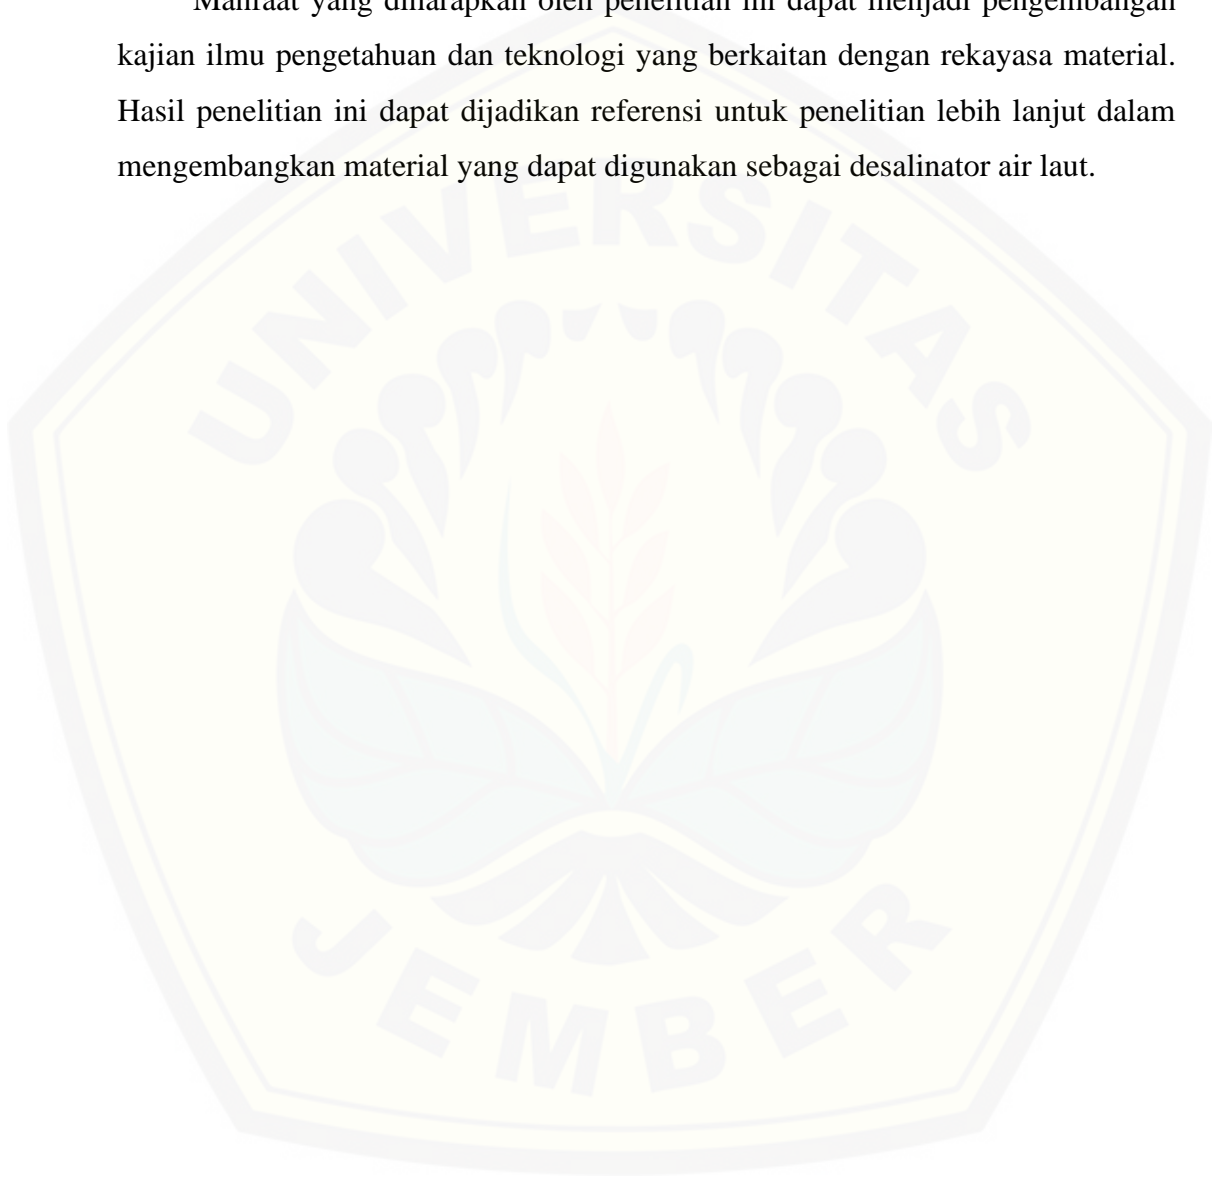 Manfaat yang diharapkan oleh penelitian ini dapat menjadi pengembangan
kajian ilmu pengetahuan dan teknologi yang berkaitan dengan rekayasa material.
Hasil penelitian ini dapat dijadikan referensi untuk penelitian lebih lanjut dalam
mengembangkan material yang dapat digunakan sebagai desalinator air laut.
UNIVERSITAS
JEMBER